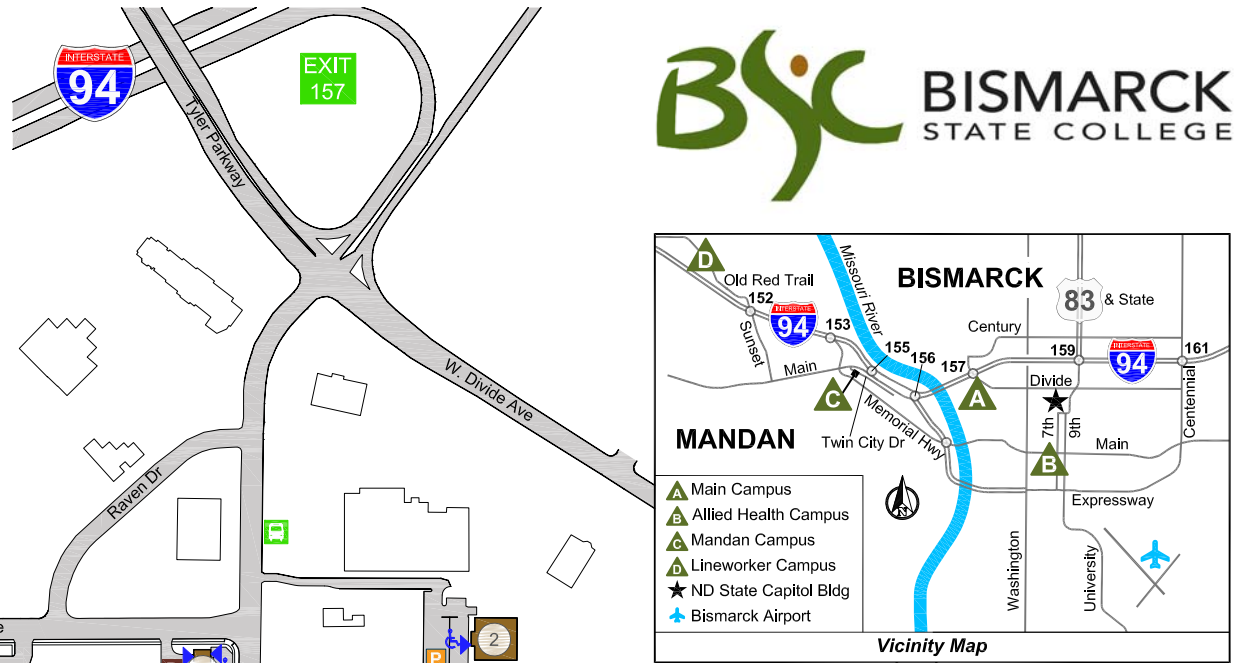 INTERSTATE
94
EXIT
157
Tyler Parkway
W. Divide Ave
Raven Dr
P
2
BSC
BISMARCK
STATE COLLEGE
D
Old Red Trail
152
INTERSTATE
94
153
Sunset
Main
Missouri River
155
156
157
BISMARCK
83 & State
Century
159
INTERSTATE
94
161
Centennial
Divide
A
C
Memorial Hwy
Twin City Dr
MANDAN
7th
9th
Main
B
Expressway
N
Washington
University
A Main Campus
B Allied Health Campus
C Mandan Campus
D Lineworker Campus
ND State Capitol Bldg
Bismarck Airport
Vicinity Map